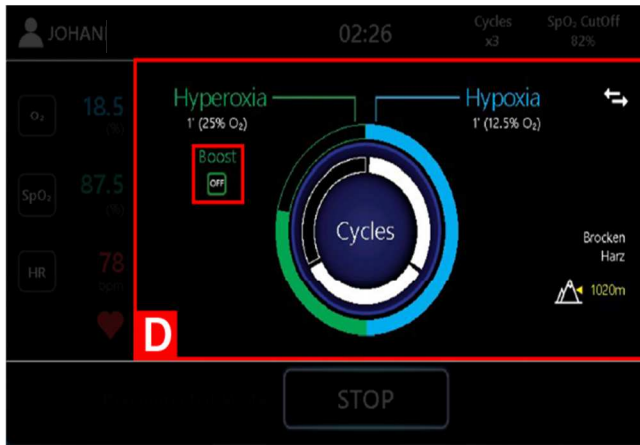 JOHAN
02:26
Cycles
x3
SpO₂ CutOff
82%
O₂
18.5
(%)
SpO₂
87.5
(%)
HR
78
bpm
Hyperoxia
1' (25% O₂)
Boost
OFF
Hypoxia
1' (12.5% O₂)
Cycles
Brocken
Harz
1020m
D
STOP